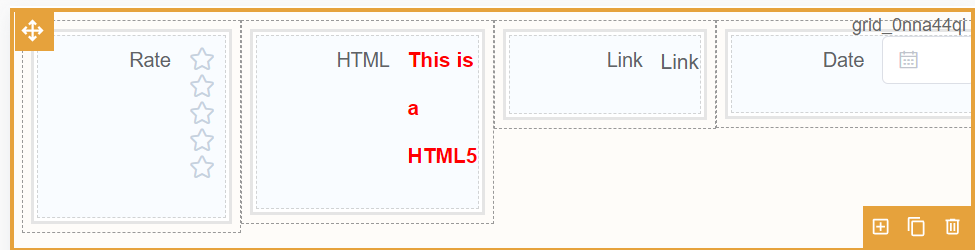 grid_0nna44qi
Rate
HTML
This is
a
HTML5
Link
Link
Date